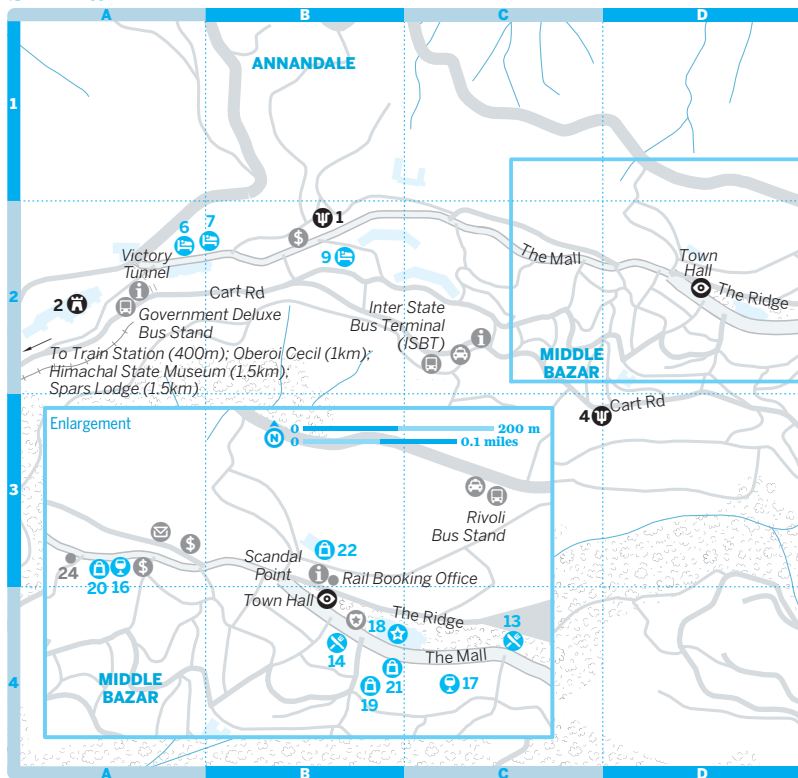 A B C D
ANNANDALE
1
1
6 7
$
9
Victory
Tunnel
The Mall
Town
Hall
2
2
i
Cart Rd
The Ridge
Government Deluxe
Bus Stand
Inter State
Bus Terminal
(ISBT)
i
To Train Station (400m); Oberoi Cecil (1km);
Himachal State Museum (1.5km);
Spars Lodge (1.5km)
MIDDLE
BAZAR
4
Cart Rd
Enlargement
N
0 200 m
0 0.1 miles
3
Rivoli
Bus Stand
$
22
Scandal
Point
i
Rail Booking Office
24
20 16
$
Town Hall
The Ridge
18
13
14
The Mall
MIDDLE
BAZAR
4
21
19
17
A B C D